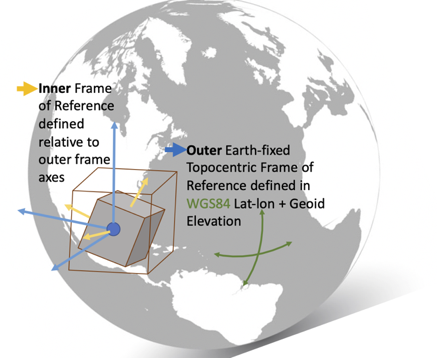 Inner Frame
of Reference
defined
relative to
outer frame
axes
Outer Earth-fixed
Topocentric Frame of
Reference defined in
WGS84 Lat-lon + Geoid
Elevation